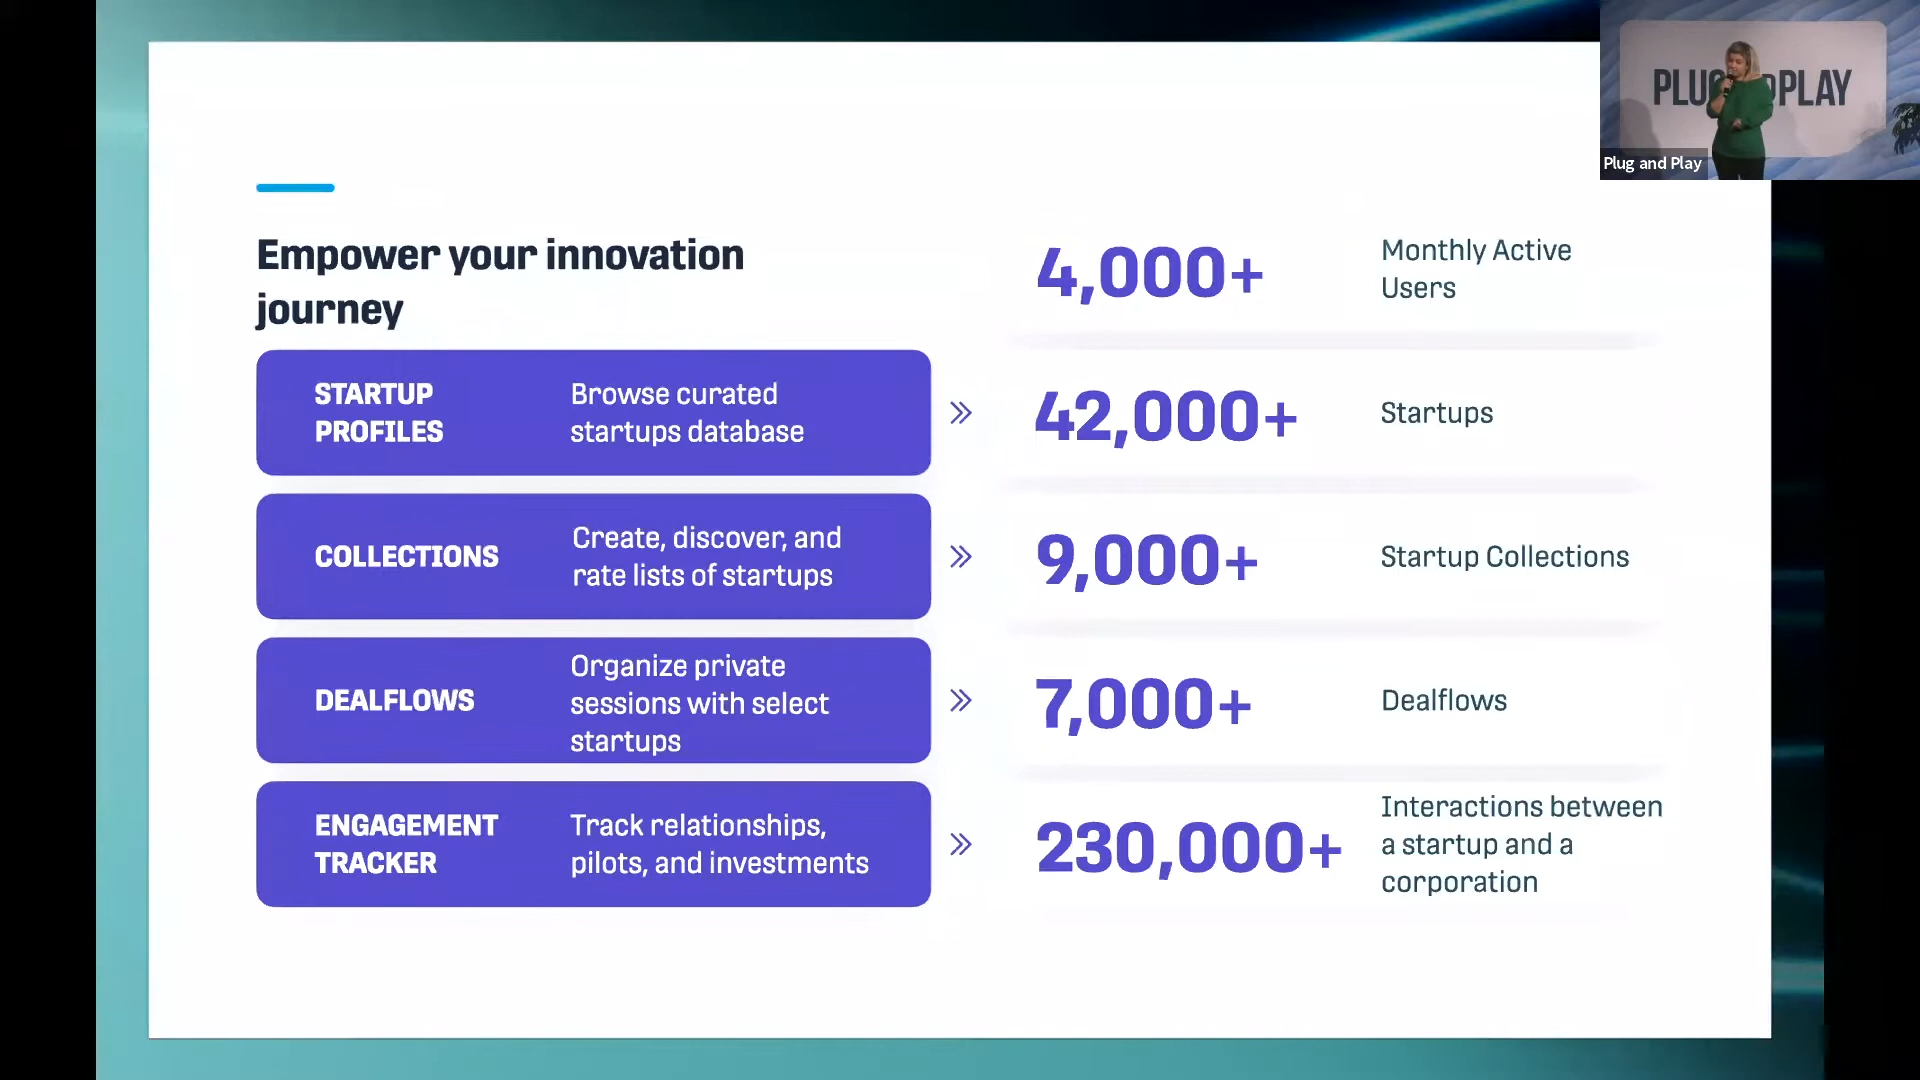 Empower your innovation
journey
4,000+
Monthly Active
Users
STARTUP
PROFILES
Browse curated
startups database
»
42,000+
Startups
COLLECTIONS
Create, discover, and
rate lists of startups
»
9,000+
Startup Collections
DEALFLOWS
Organize private
sessions with select
startups
»
7,000+
Dealflows
ENGAGEMENT
TRACKER
Track relationships,
pilots, and investments
»
230,000+
Interactions between
a startup and a
corporation
Plug and Play